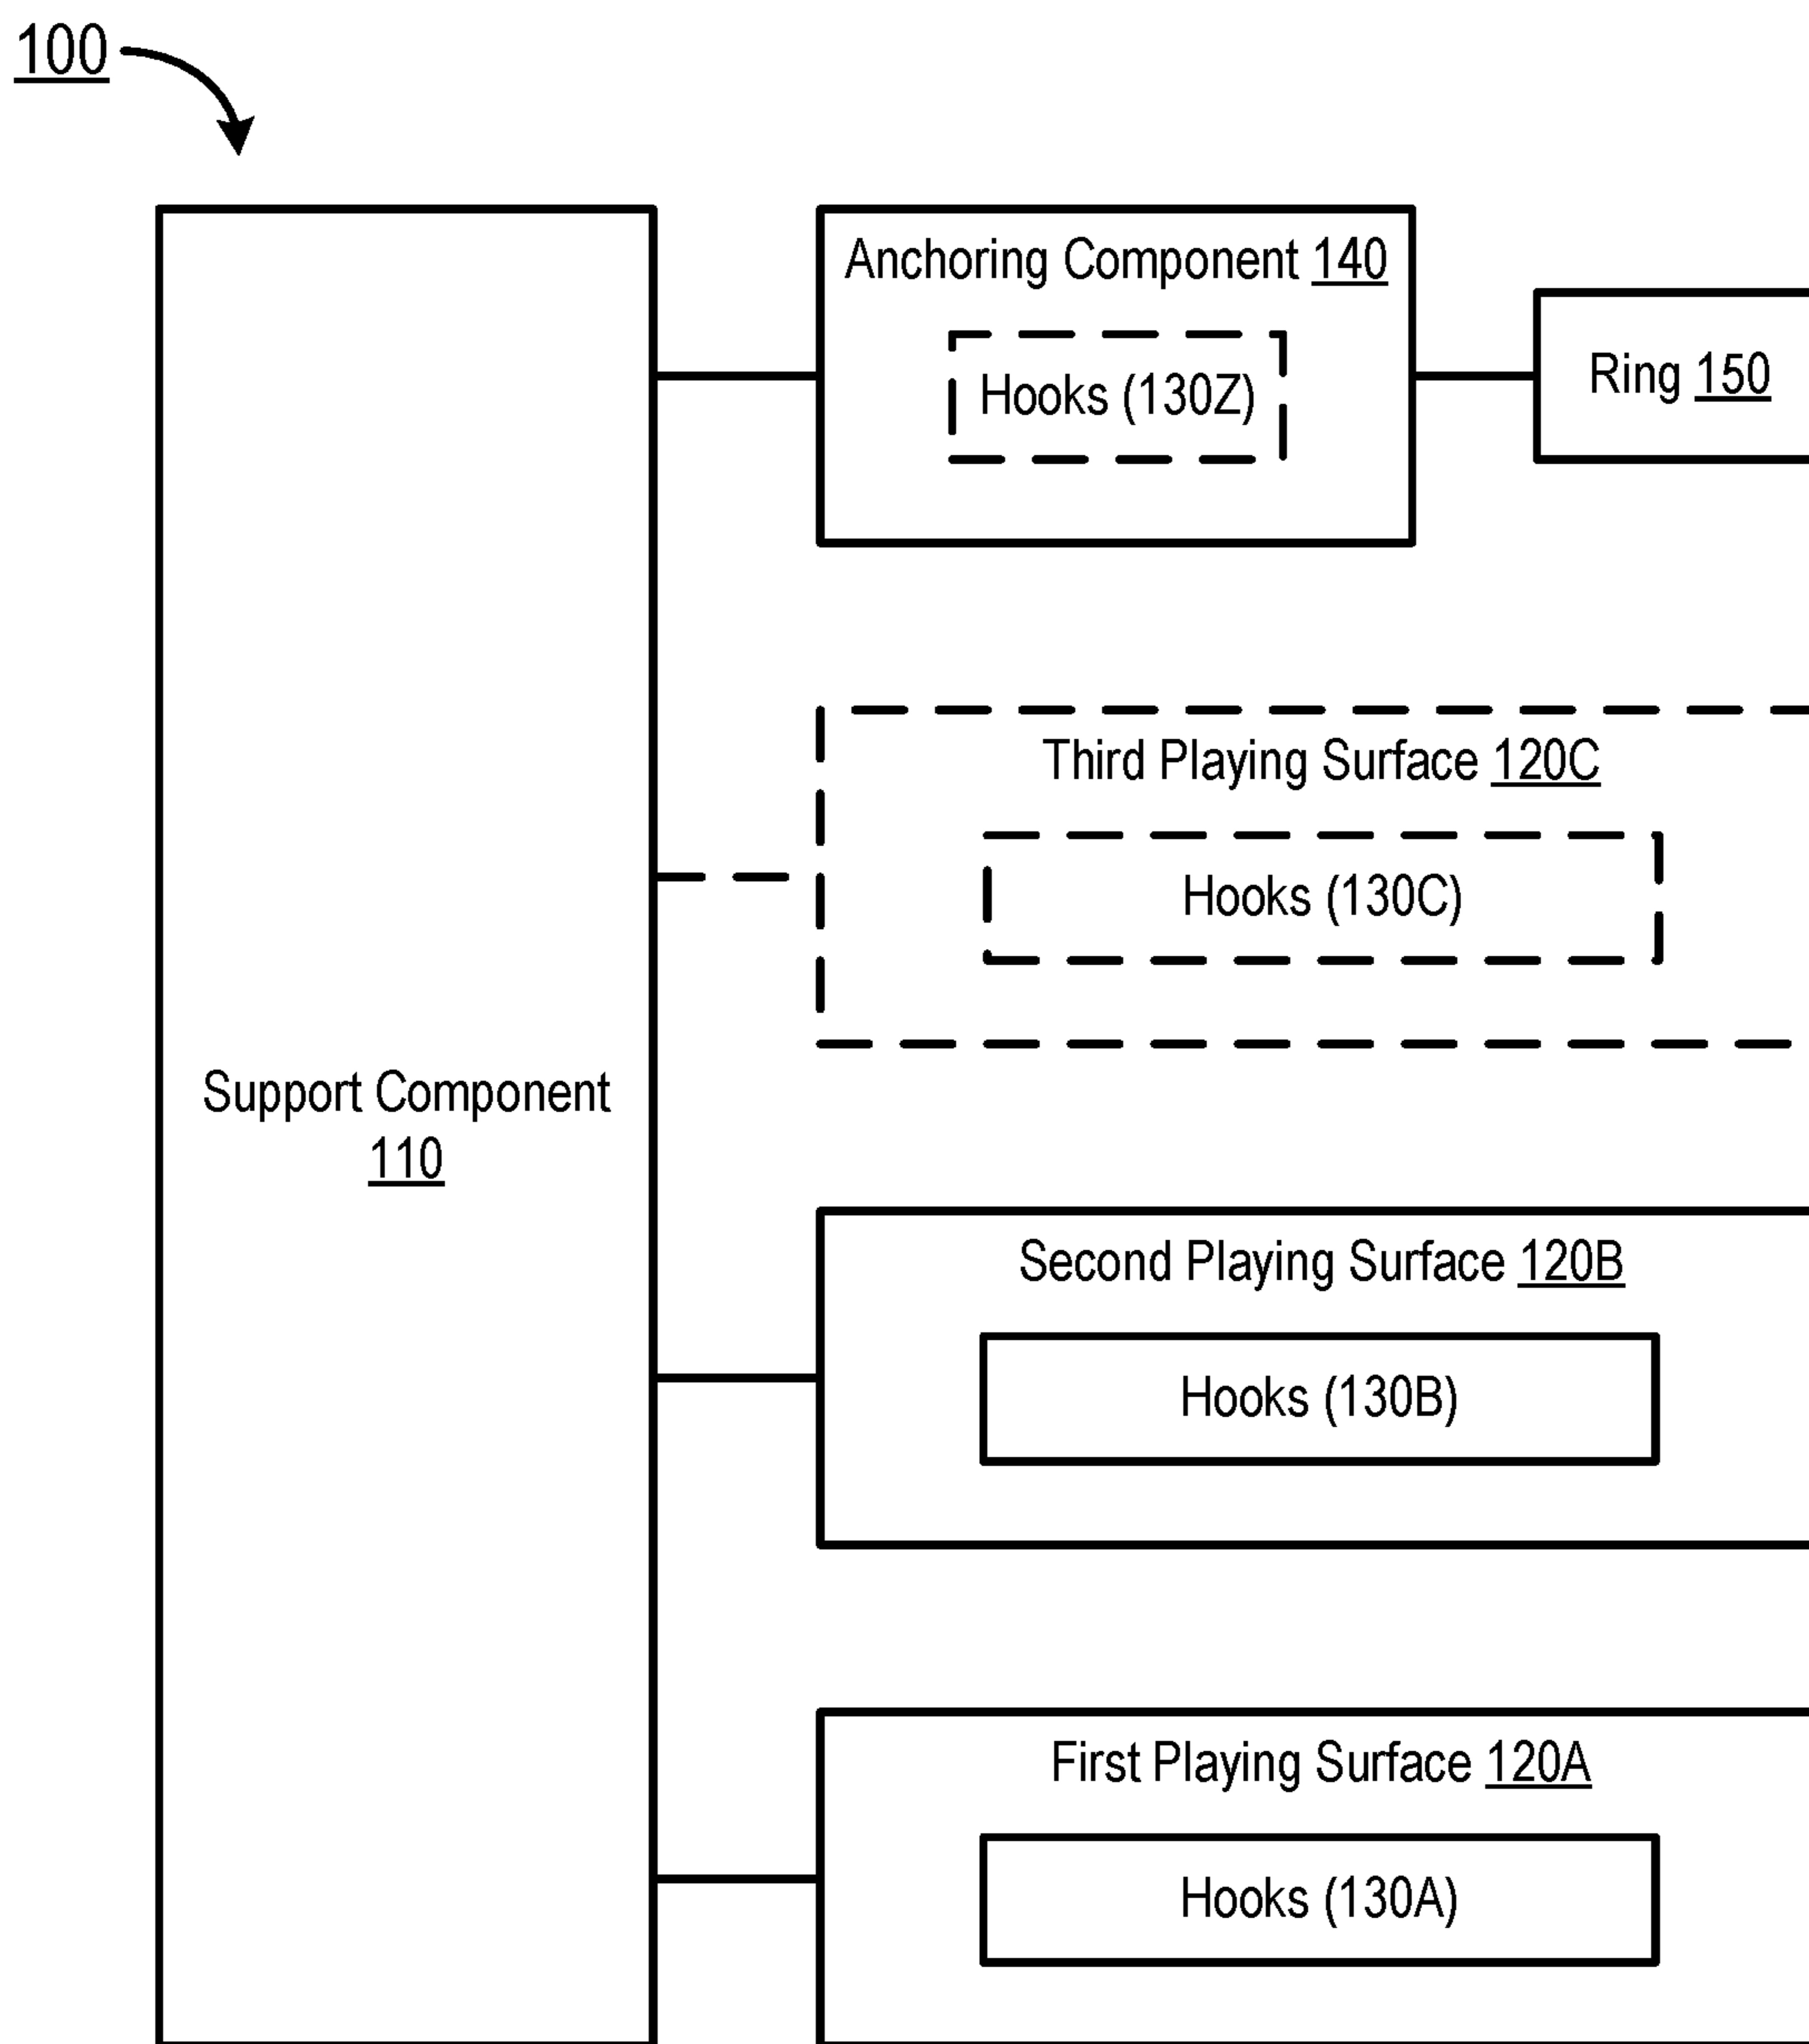 100
Anchoring Component 140
Hooks (130Z)
Ring 150
Third Playing Surface 120C
Hooks (130C)
Support Component
110
Second Playing Surface 120B
Hooks (130B)
First Playing Surface 120A
Hooks (130A)